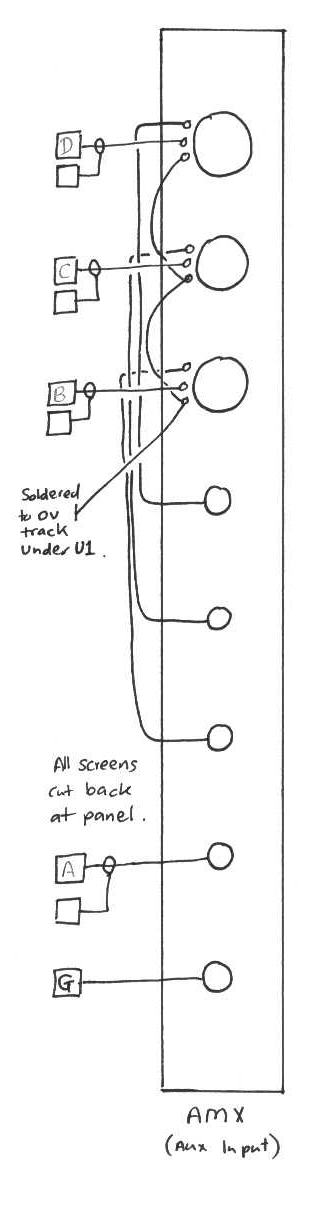 D
C
B
Soldered
to 0V
track
under U1.
All screens
cut back
at panel.
A
G
AMX
(Aux Input)